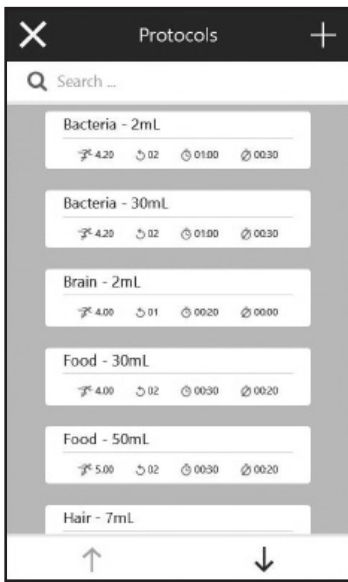 Protocols
Search ...
Bacteria - 2mL
4.20 02 01:00 00:30
Bacteria - 30mL
4.20 02 01:00 00:30
Brain - 2mL
4.00 01 00:20 00:00
Food - 30mL
4.00 02 00:30 00:20
Food - 50mL
5.00 02 00:30 00:20
Hair - 7mL